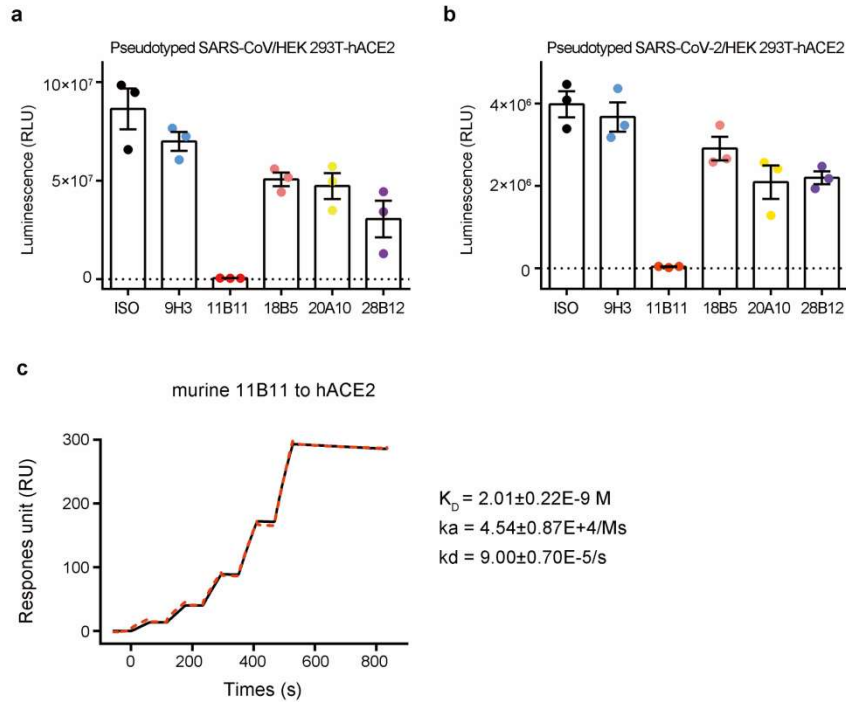 a
Pseudotyped SARS-CoV/HEK 293T-hACE2
Luminescence (RLU)
10×10⁷
5×10⁷
0
ISO 9H3 11B11 18B5 20A10 28B12
b
Pseudotyped SARS-CoV-2/HEK 293T-hACE2
Luminescence (RLU)
4×10⁶
2×10⁶
0
ISO 9H3 11B11 18B5 20A10 28B12
c
murine 11B11 to hACE2
Respones unit (RU)
300
200
100
0
0 200 400 600 800
Times (s)
K_D = 2.01±0.22E-9 M
ka = 4.54±0.87E+4/Ms
kd = 9.00±0.70E-5/s